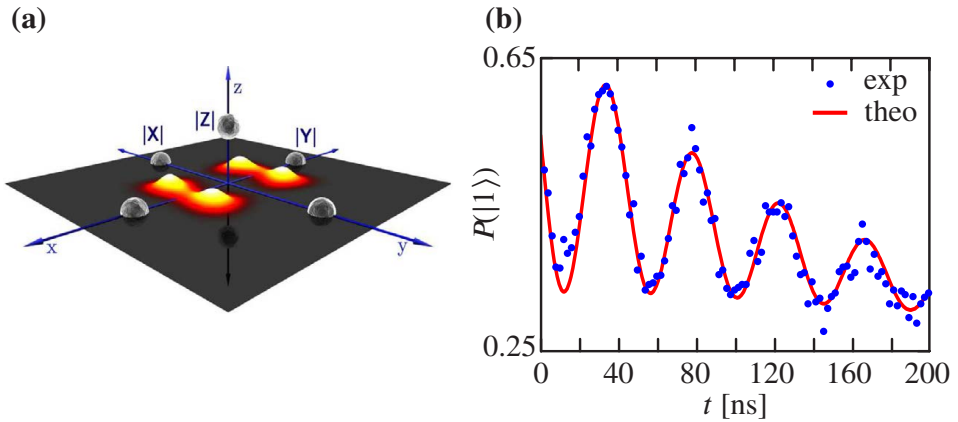 (a)
z
|Z|
|X|
|Y|
x
y
(b)
0.65
exp
theo
P(|1⟩)
0.25
0 40 80 120 160 200
t [ns]